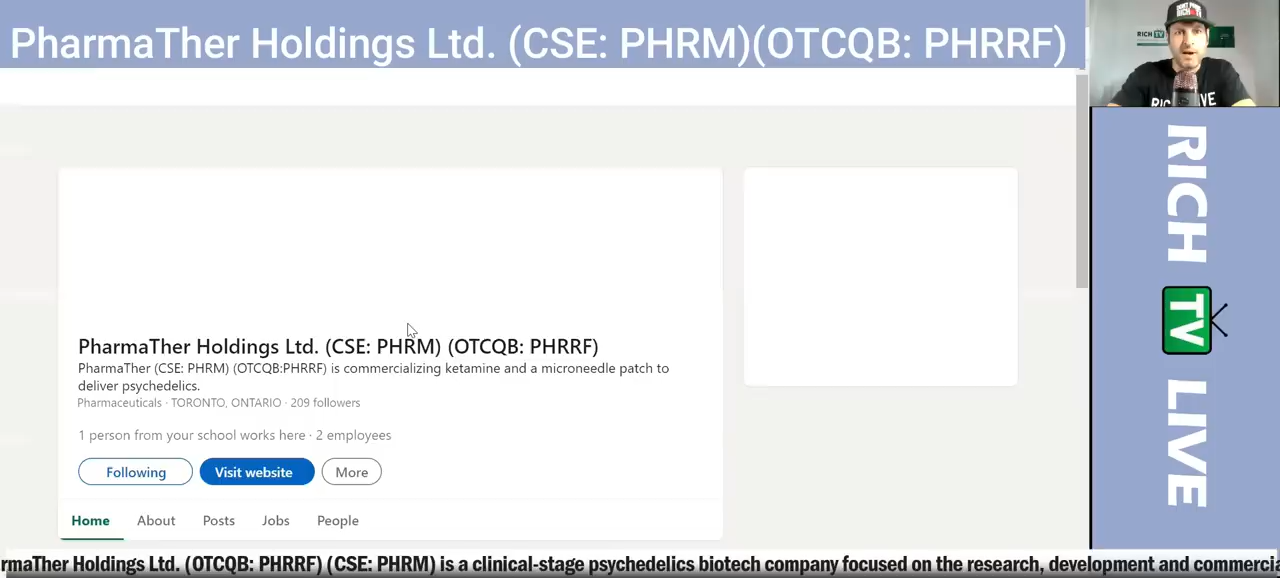 PharmaTher Holdings Ltd. (CSE: PHRM)(OTCQB: PHRRF)
RICH TV
RICH TV LIVE
PharmaTher Holdings Ltd. (CSE: PHRM) (OTCQB: PHRRF)
PharmaTher (CSE: PHRM) (OTCQB:PHRRF) is commercializing ketamine and a microneedle patch to
deliver psychedelics.
Pharmaceuticals · TORONTO, ONTARIO · 209 followers
1 person from your school works here · 2 employees
Following
Visit website
More
Home
About
Posts
Jobs
People
rmaTher Holdings Ltd. (OTCQB: PHRRF) (CSE: PHRM) is a clinical-stage psychedelics biotech company focused on the research, development and commercia